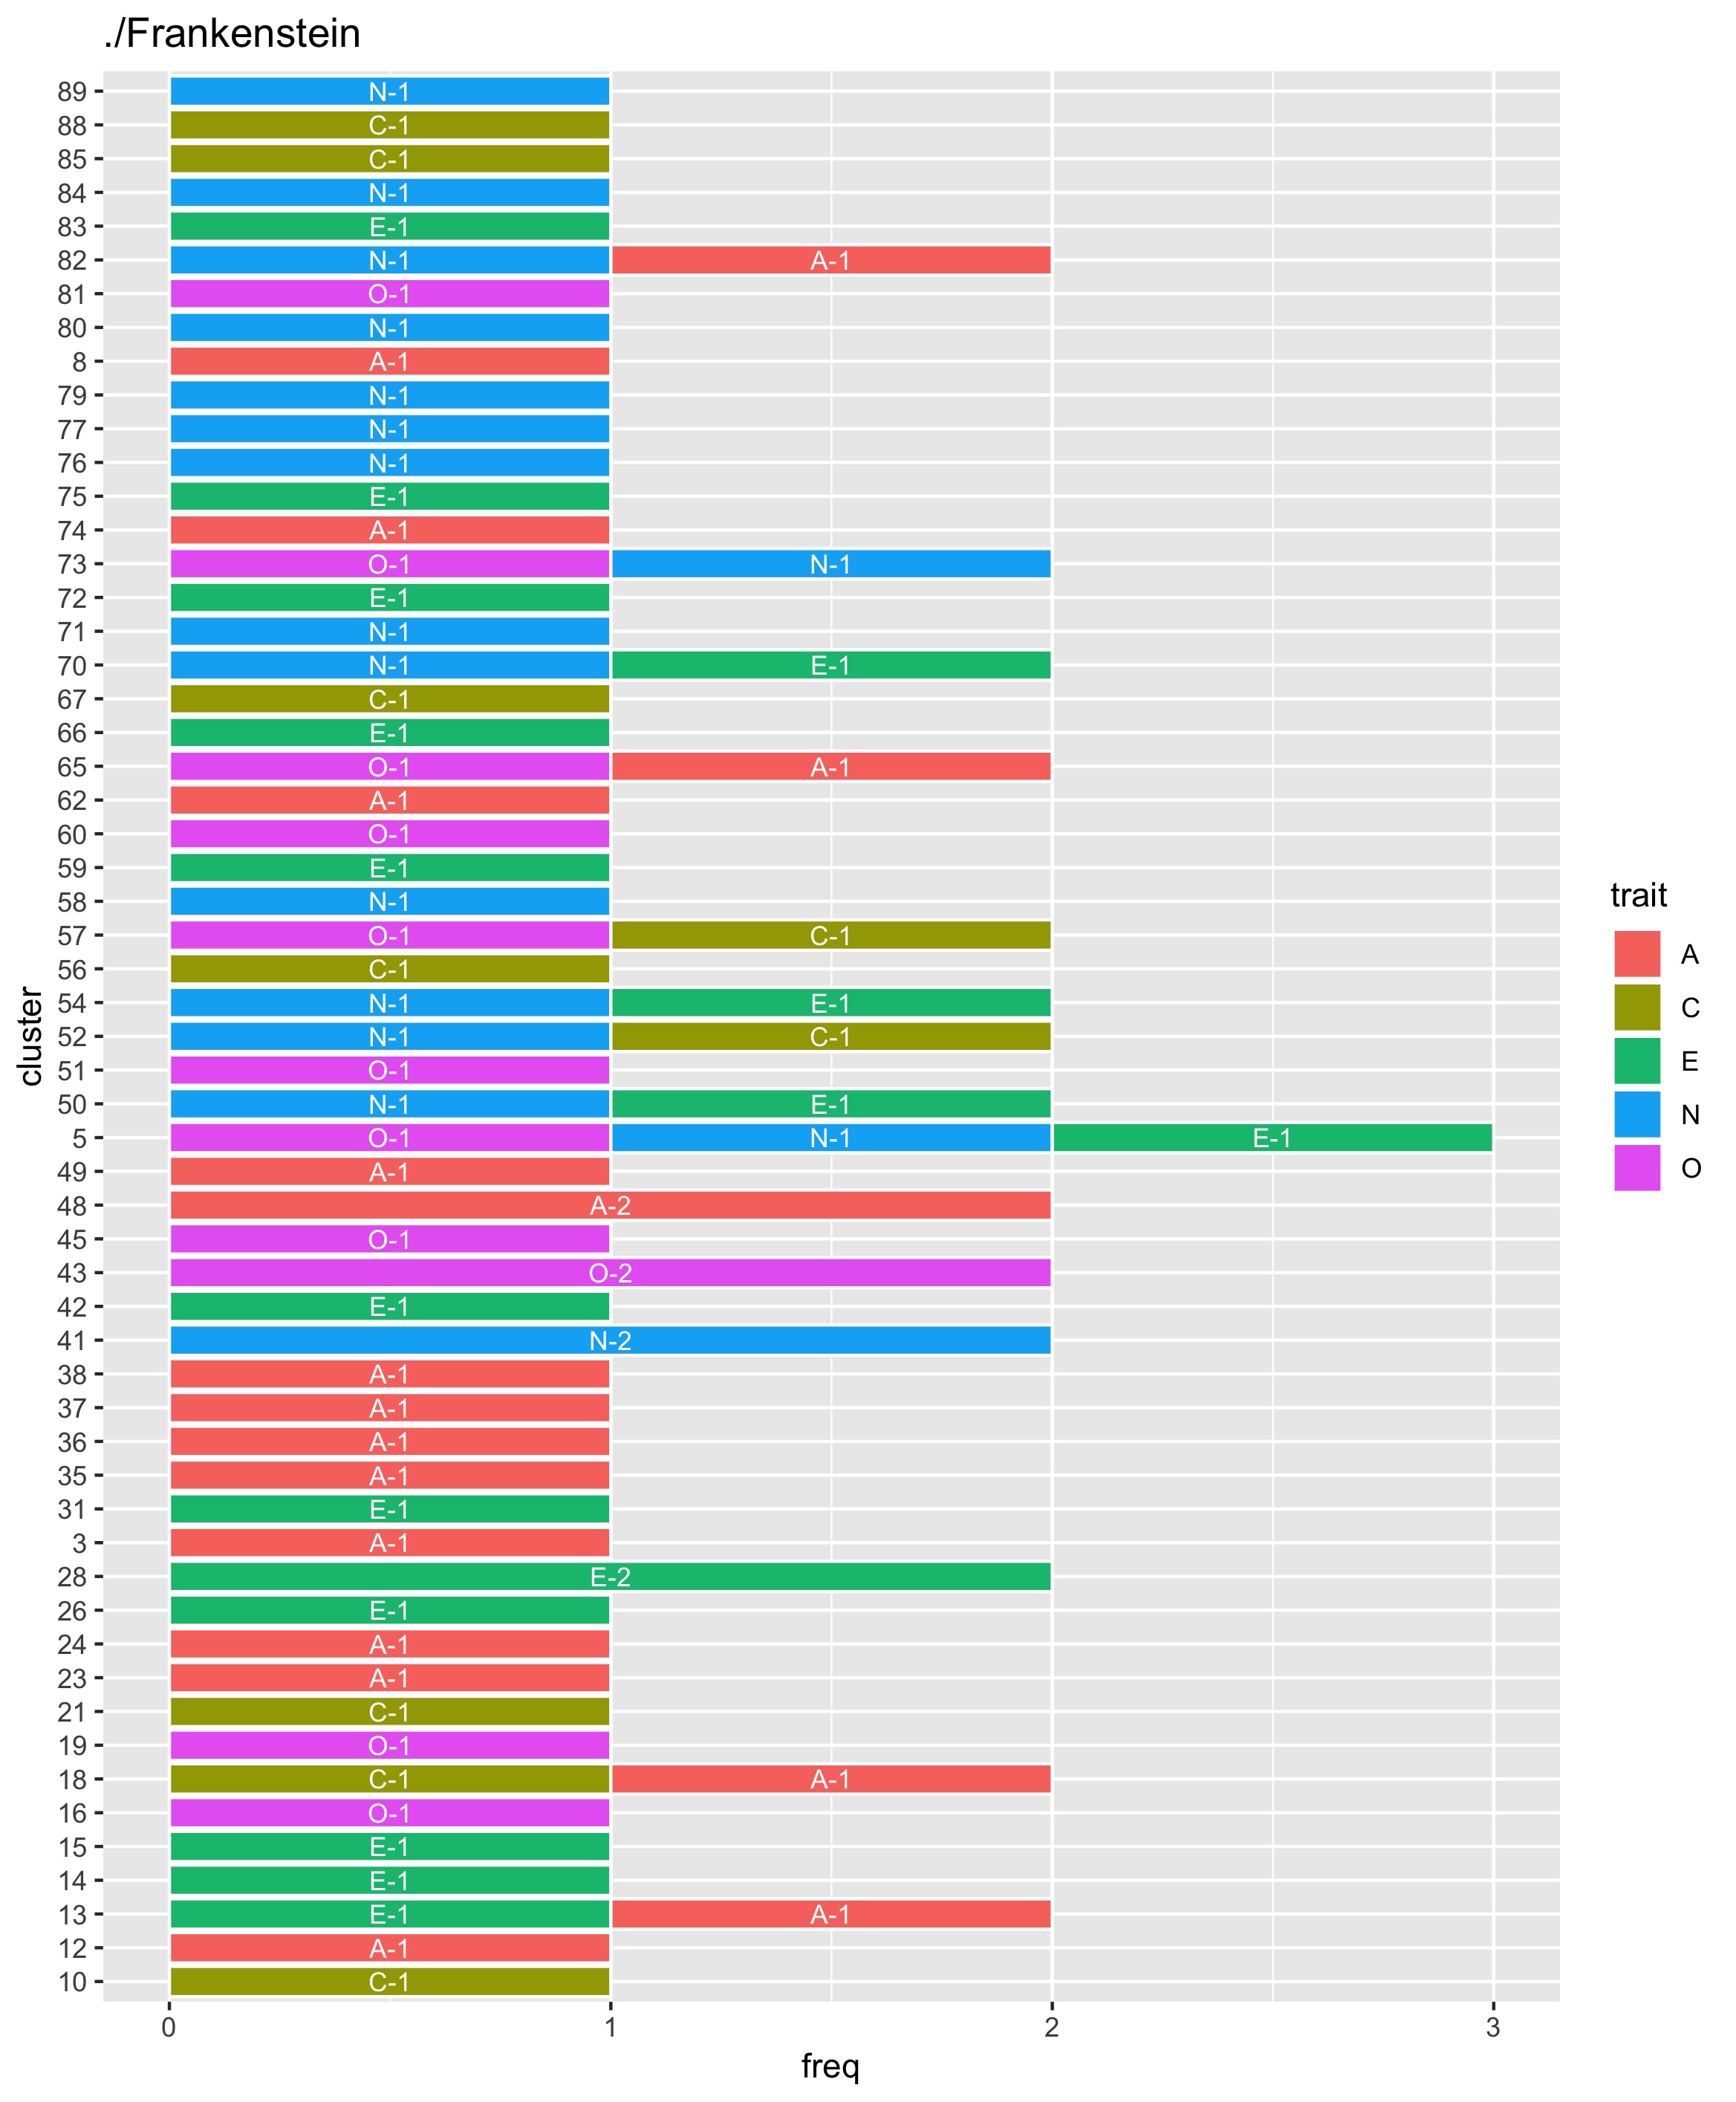 ./Frankenstein
89 N-1
88 C-1
85 C-1
84 N-1
83 E-1
82 N-1 A-1
81 O-1
80 N-1
8 A-1
79 N-1
77 N-1
76 N-1
75 E-1
74 A-1
73 O-1 N-1
72 E-1
71 N-1
70 N-1 E-1
67 C-1
66 E-1
65 O-1 A-1
62 A-1
60 O-1
59 E-1
58 N-1
57 O-1 C-1
56 C-1
54 N-1 E-1
52 N-1 C-1
51 O-1
50 N-1 E-1
5 O-1 N-1 E-1
49 A-1
48 A-2
45 O-1
43 O-2
42 E-1
41 N-2
38 A-1
37 A-1
36 A-1
35 A-1
31 E-1
3 A-1
28 E-2
26 E-1
24 A-1
23 A-1
21 C-1
19 O-1
18 C-1 A-1
16 O-1
15 E-1
14 E-1
13 E-1 A-1
12 A-1
10 C-1
0 1 2 3
freq
cluster
trait
A
C
E
N
O